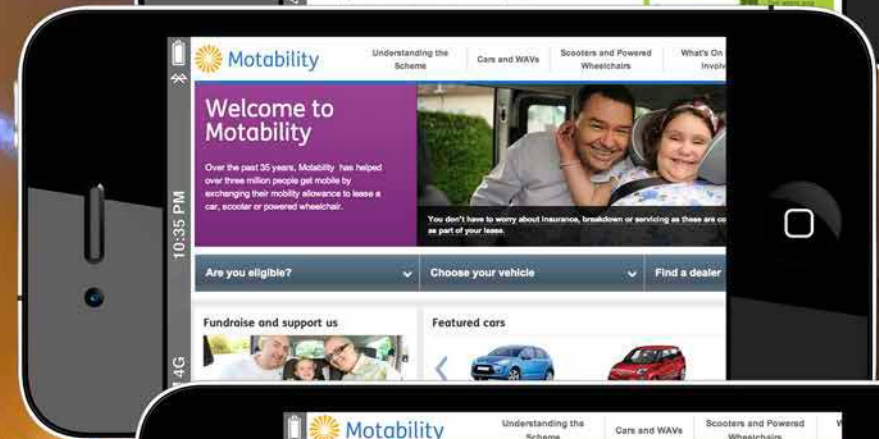 Motability
Understanding the
Scheme
Cars and WAVs
Scooters and Powered
Wheelchairs
What's On
Welcome to
Motability
Over the past 35 years, Motability has helped
over three million people get mobile by
exchanging their mobility allowance to lease a
car, scooter or powered wheelchair.
You don't have to worry about insurance, breakdown or servicing as these are co
as part of your lease.
Are you eligible?
Choose your vehicle
Find a dealer
Fundraise and support us
Featured cars
10:35 PM
4G
Motability
Understanding the
Scheme
Cars and WAVs
Scooters and Powered
Wheelchairs